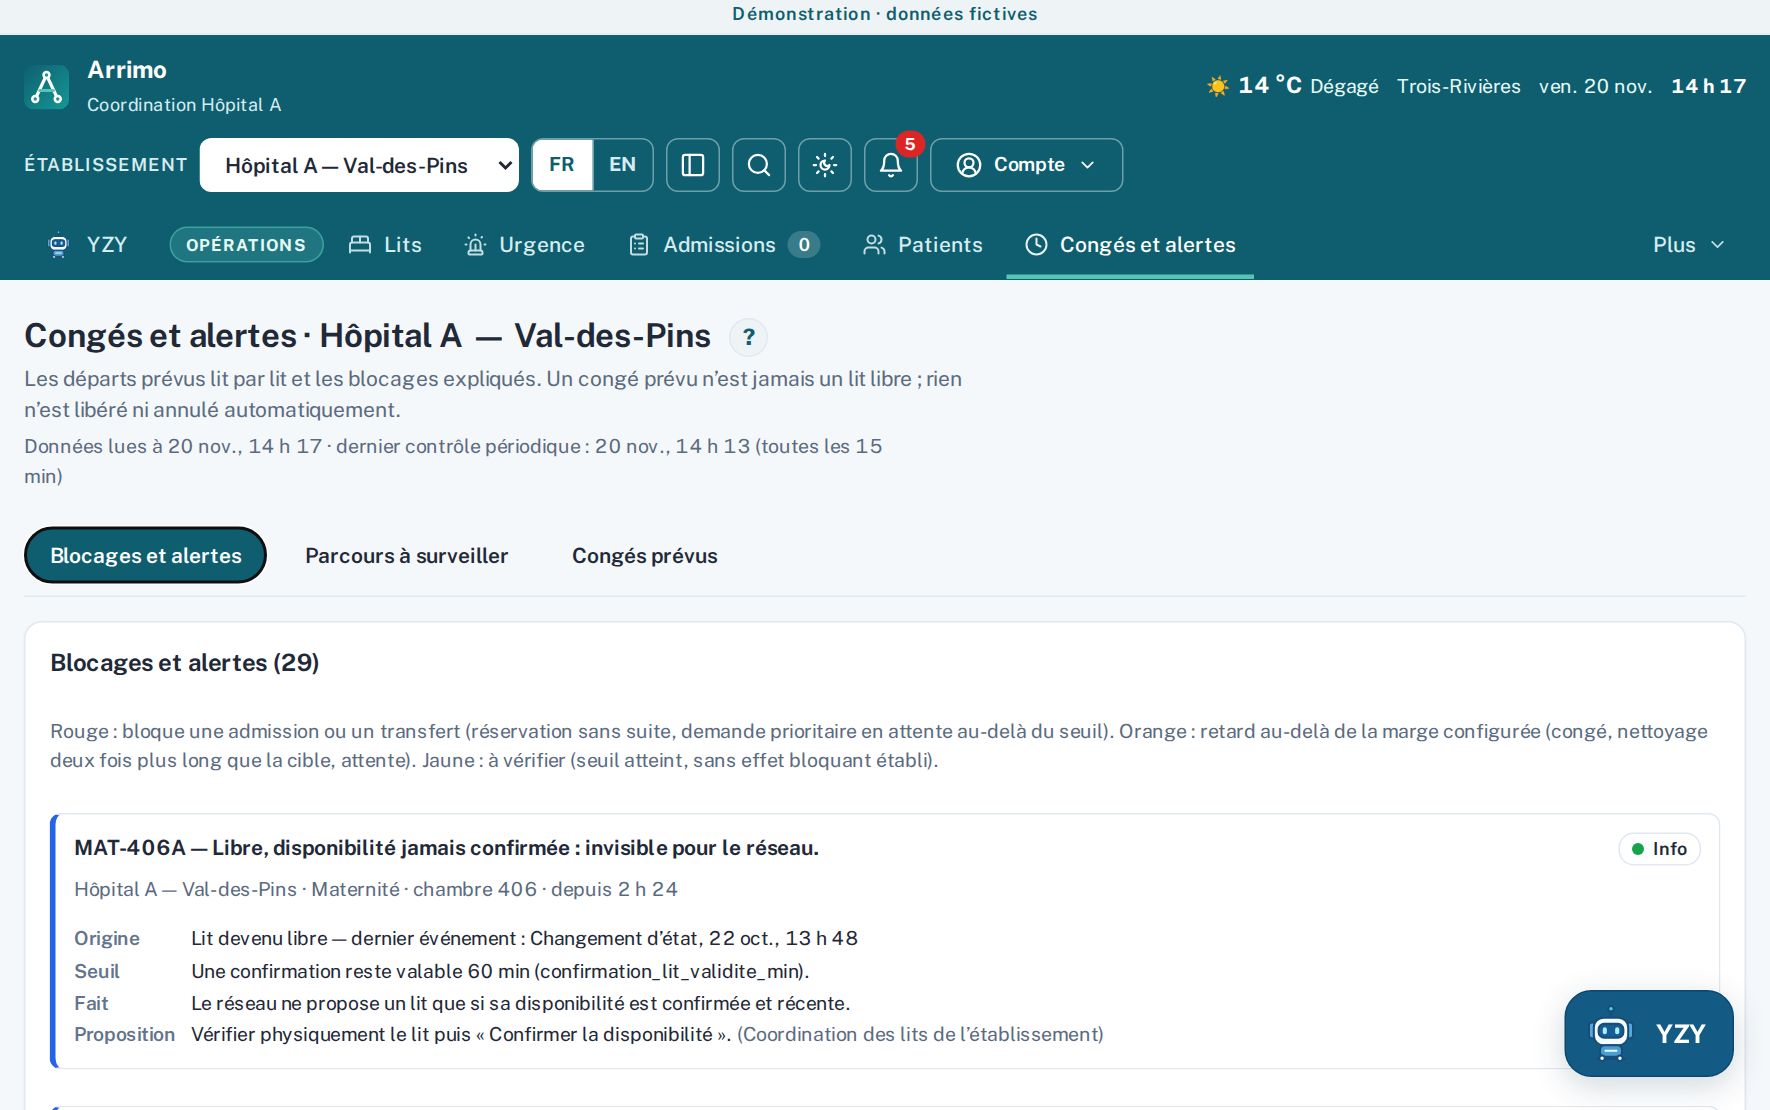 Démonstration · données fictives
Arrimo
Coordination Hôpital A
14 °C Dégagé Trois-Rivières ven. 20 nov. 14 h 17
ÉTABLISSEMENT Hôpital A — Val-des-Pins FR EN 5 Compte
YZY OPÉRATIONS Lits Urgence Admissions 0 Patients Congés et alertes Plus
Congés et alertes · Hôpital A — Val-des-Pins ?
Les départs prévus lit par lit et les blocages expliqués. Un congé prévu n’est jamais un lit libre ; rien
n’est libéré ni annulé automatiquement.
Données lues à 20 nov., 14 h 17 · dernier contrôle périodique : 20 nov., 14 h 13 (toutes les 15
min)
Blocages et alertes Parcours à surveiller Congés prévus
Blocages et alertes (29)
Rouge : bloque une admission ou un transfert (réservation sans suite, demande prioritaire en attente au-delà du seuil). Orange : retard au-delà de la marge configurée (congé, nettoyage
deux fois plus long que la cible, attente). Jaune : à vérifier (seuil atteint, sans effet bloquant établi).
MAT-406A — Libre, disponibilité jamais confirmée : invisible pour le réseau. Info
Hôpital A — Val-des-Pins · Maternité · chambre 406 · depuis 2 h 24
Origine Lit devenu libre — dernier événement : Changement d’état, 22 oct., 13 h 48
Seuil Une confirmation reste valable 60 min (confirmation_lit_validite_min).
Fait Le réseau ne propose un lit que si sa disponibilité est confirmée et récente.
Proposition Vérifier physiquement le lit puis « Confirmer la disponibilité ». (Coordination des lits de l’établissement)
YZY